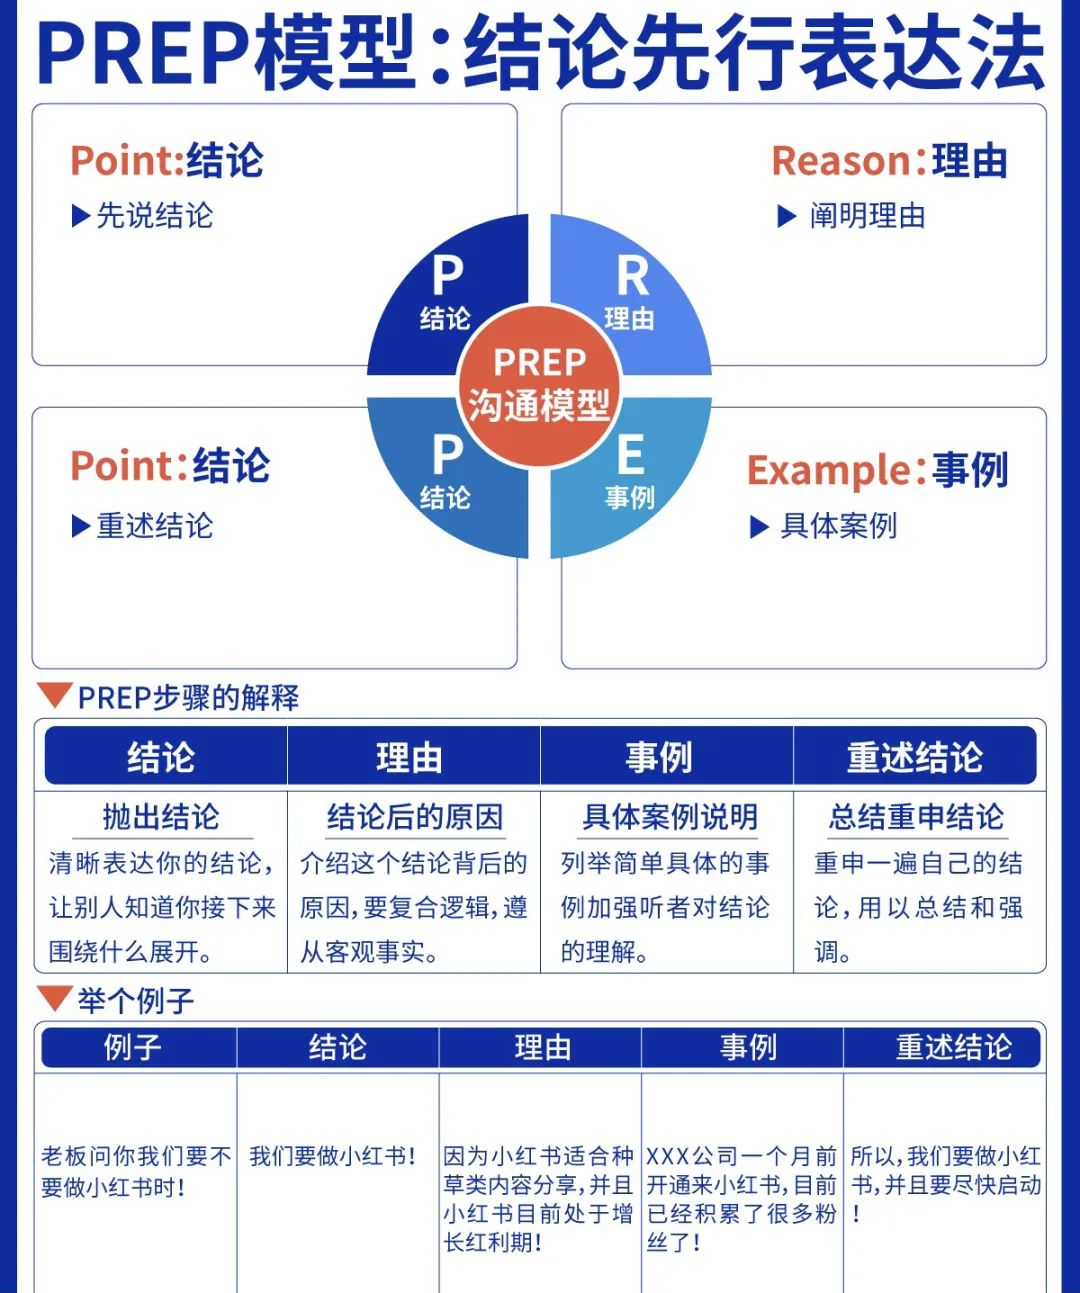 PREP模型：结论先行表达法
Point:结论
▶先说结论
Reason：理由
▶ 阐明理由
P
结论
R
理由
PREP
沟通模型
P
结论
E
事例
Point：结论
▶重述结论
Example：事例
▶ 具体案例
▼PREP步骤的解释
结论 理由 事例 重述结论
抛出结论
清晰表达你的结论，
让别人知道你接下来
围绕什么展开。
结论后的原因
介绍这个结论背后的
原因，要复合逻辑，遵
从客观事实。
具体案例说明
列举简单具体的事
例加强听者对结论
的理解。
总结重申结论
重申一遍自己的结
论，用以总结和强
调。
▼举个例子
例子 结论 理由 事例 重述结论
老板问你我们要不
要做小红书时！
我们要做小红书！
因为小红书适合种
草类内容分享，并且
小红书目前处于增
长红利期！
XXX公司一个月前
开通来小红书，目前
已经积累了很多粉
丝了！
所以，我们要做小红
书，并且要尽快启动
！